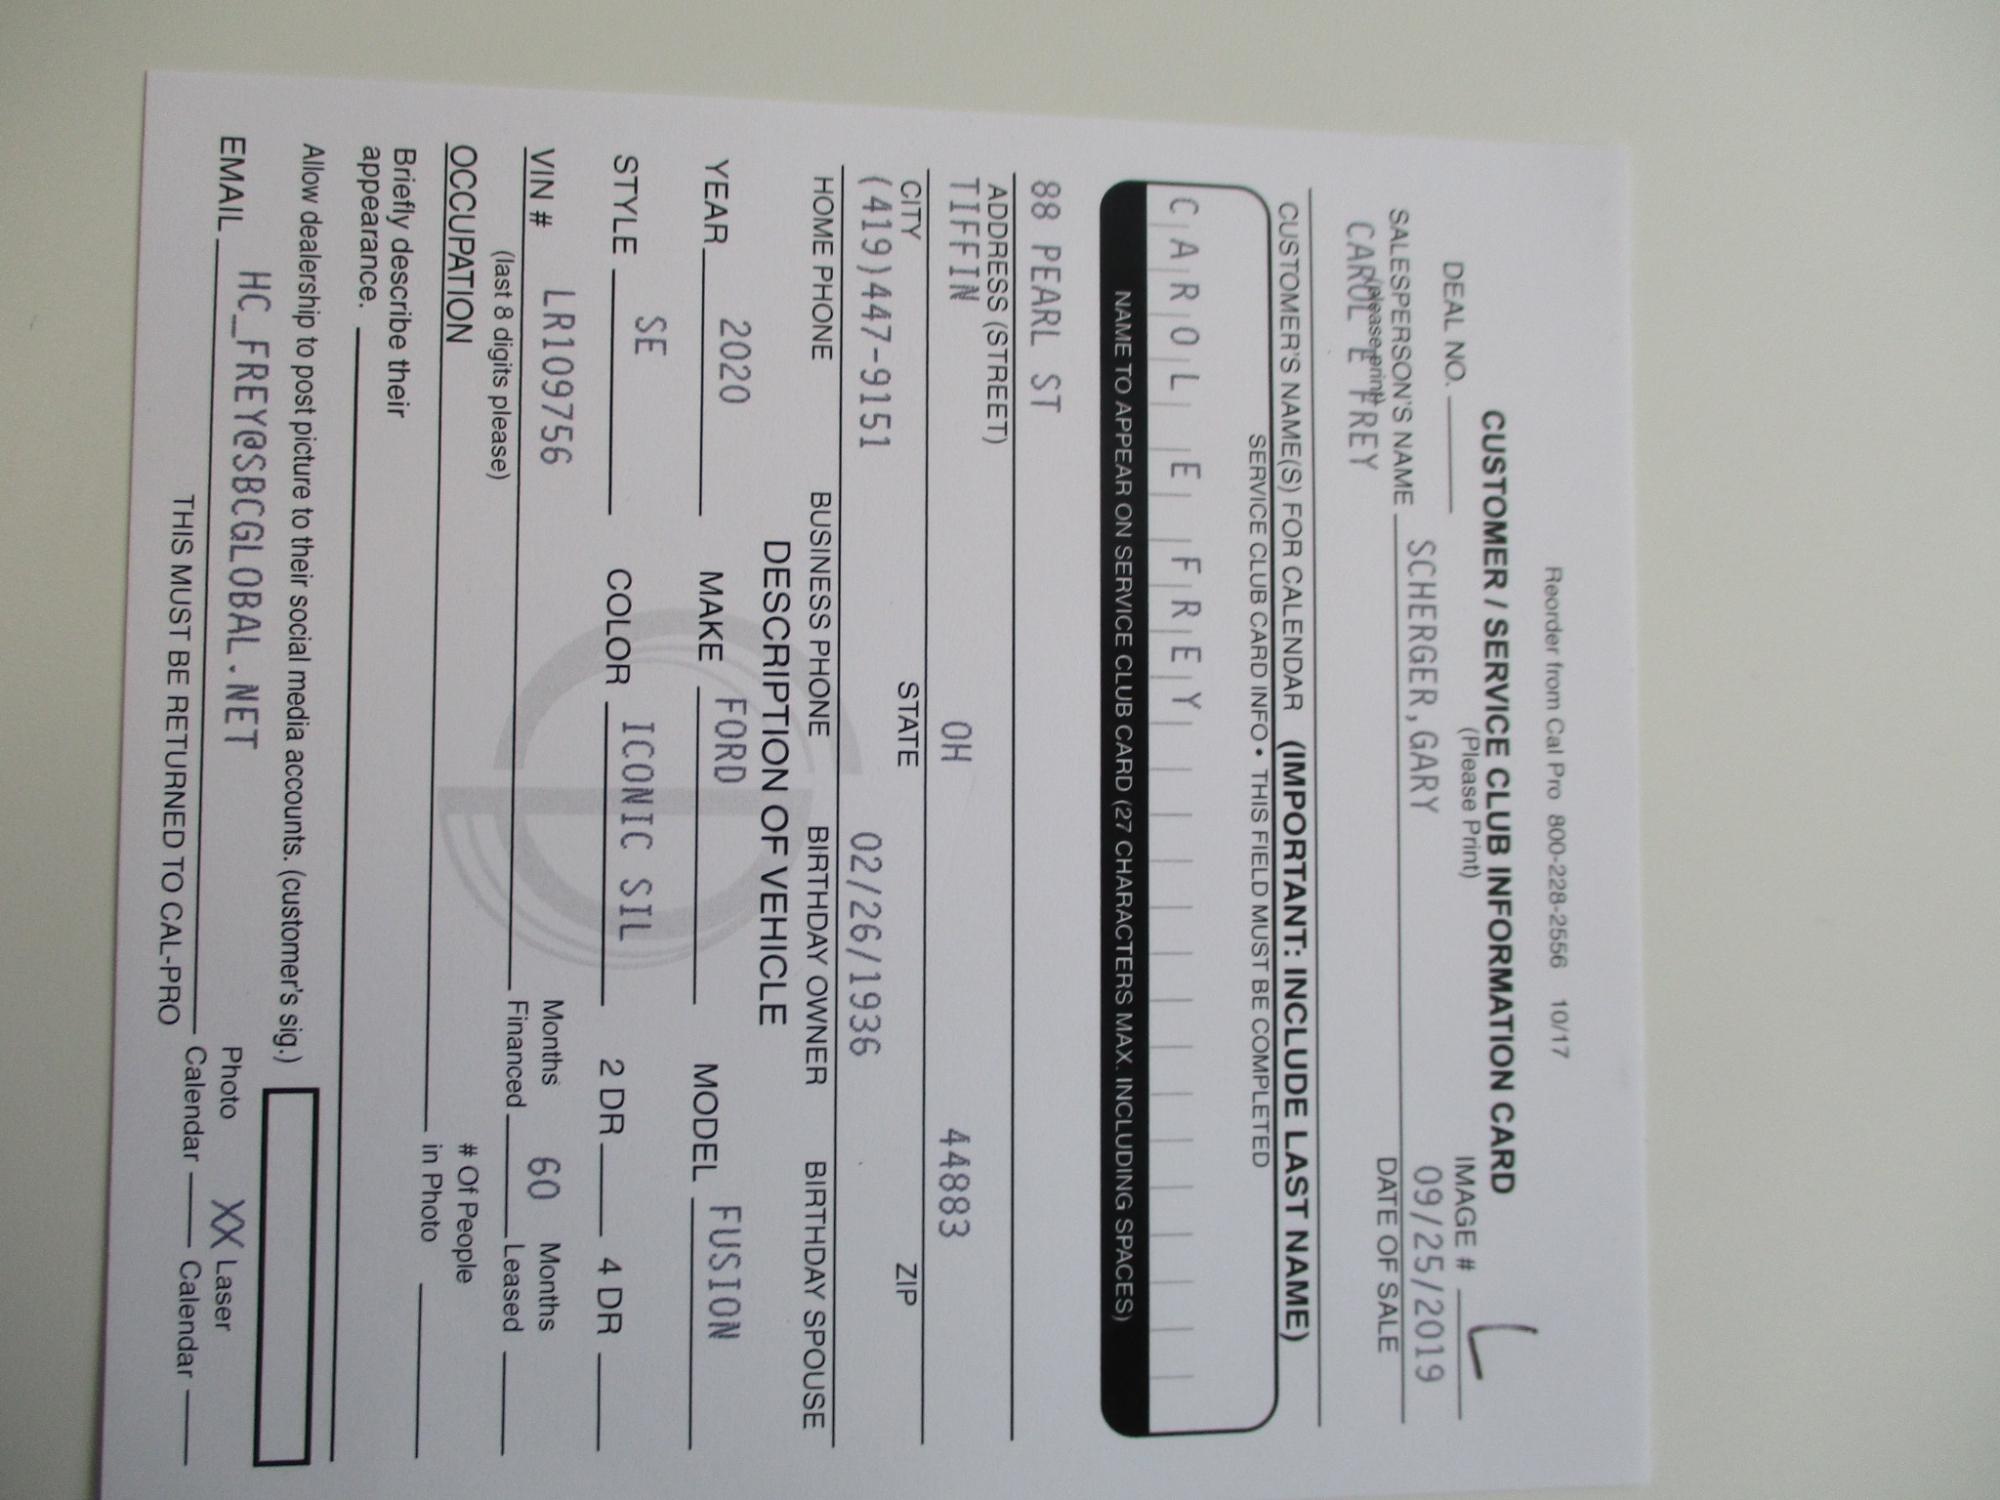 Reorder from Cal Pro 800-228-2556 10/17
CUSTOMER / SERVICE CLUB INFORMATION CARD
(Please Print)
DEAL NO. IMAGE #
SCHERGER,GARY 09/25/2019
SALESPERSON'S NAME DATE OF SALE
(please print)
CAROL E FREY
CUSTOMER'S NAME(S) FOR CALENDAR (IMPORTANT: INCLUDE LAST NAME)
SERVICE CLUB CARD INFO • THIS FIELD MUST BE COMPLETED
CAROL E FREY
NAME TO APPEAR ON SERVICE CLUB CARD (27 CHARACTERS MAX. INCLUDING SPACES)
88 PEARL ST
ADDRESS (STREET)
TIFFIN OH 44883
CITY STATE ZIP
(419)447-9151 02/26/1936
HOME PHONE BUSINESS PHONE BIRTHDAY OWNER BIRTHDAY SPOUSE
DESCRIPTION OF VEHICLE
YEAR 2020 MAKE FORD MODEL FUSION
STYLE SE COLOR ICONIC SIL 2 DR 4 DR
VIN # LR109756 Months Financed 60 Months Leased
(last 8 digits please)
OCCUPATION # Of People in Photo
Briefly describe their
appearance.
Allow dealership to post picture to their social media accounts. (customer's sig.)
EMAIL HC_FREY@SBCGLOBAL.NET Photo Calendar XX Laser Calendar
THIS MUST BE RETURNED TO CAL-PRO